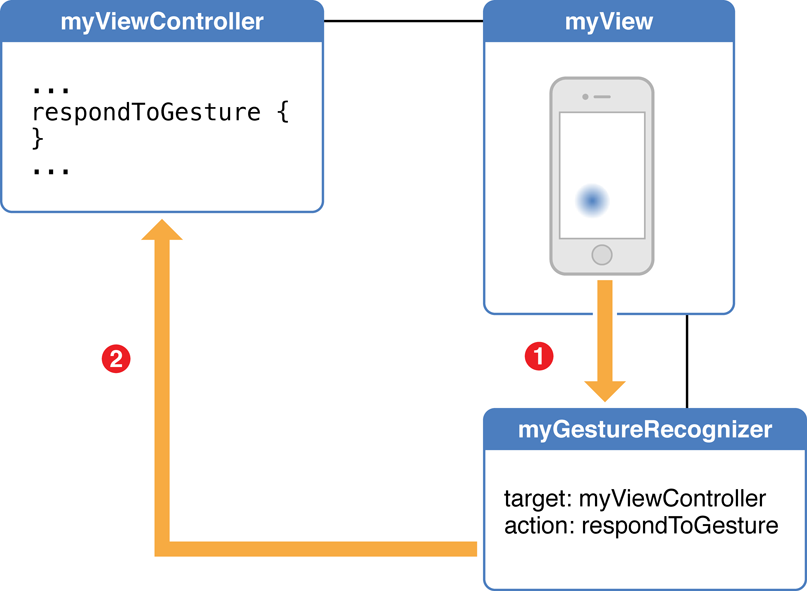 myViewController
...
respondToGesture {
}
...
myView
1
2
myGestureRecognizer
target: myViewController
action: respondToGesture